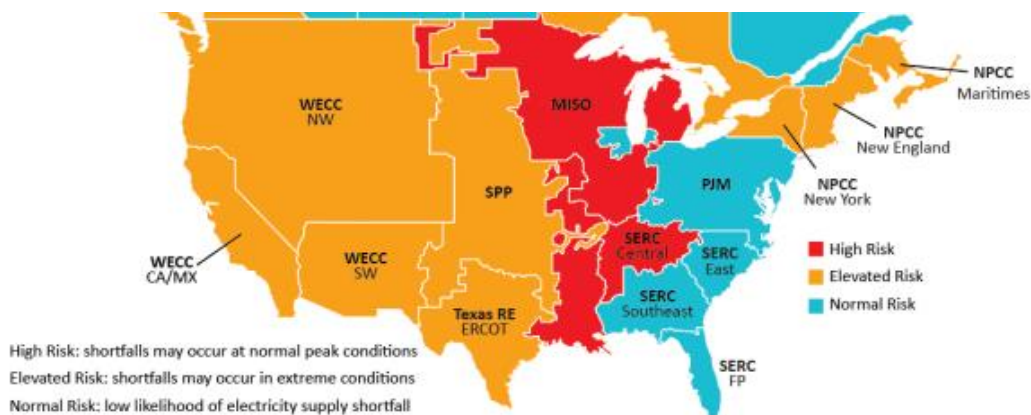 NPCC
Maritimes
WECC
NW
MISO
NPCC
New England
PJM
SPP
NPCC
New York
SERC
Central
High Risk
WECC
CA/MX
WECC
SW
SERC
East
Elevated Risk
SERC
Southeast
Normal Risk
Texas RE
ERCOT
High Risk: shortfalls may occur at normal peak conditions
SERC
FP
Elevated Risk: shortfalls may occur in extreme conditions
Normal Risk: low likelihood of electricity supply shortfall